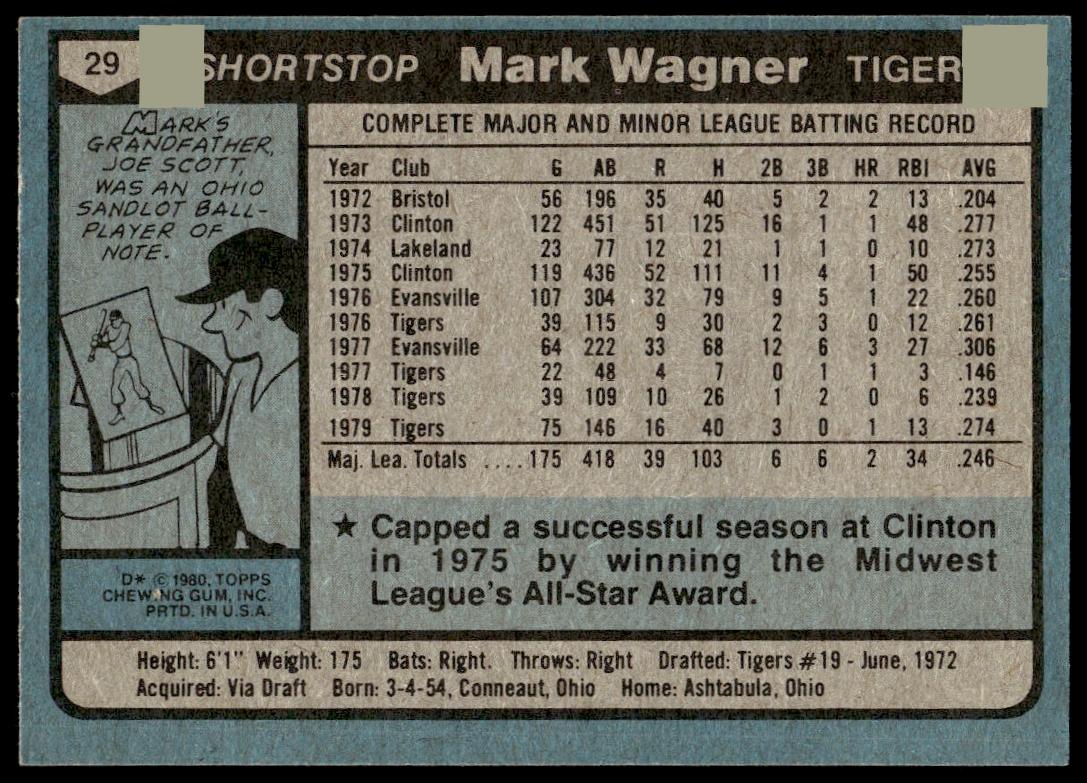 29 SHORTSTOP Mark Wagner TIGER
MARK'S
GRANDFATHER,
JOE SCOTT,
WAS AN OHIO
SANDLOT BALL-
PLAYER OF
NOTE.
D* © 1980, TOPPS
CHEWING GUM, INC.
PRTD. IN U.S.A.
COMPLETE MAJOR AND MINOR LEAGUE BATTING RECORD
Year Club G AB R H 2B 3B HR RBI AVG
1972 Bristol 56 196 35 40 5 2 2 13 .204
1973 Clinton 122 451 51 125 16 1 1 48 .277
1974 Lakeland 23 77 12 21 1 1 0 10 .273
1975 Clinton 119 436 52 111 11 4 1 50 .255
1976 Evansville 107 304 32 79 9 5 1 22 .260
1976 Tigers 39 115 9 30 2 3 0 12 .261
1977 Evansville 64 222 33 68 12 6 3 27 .306
1977 Tigers 22 48 4 7 0 1 1 3 .146
1978 Tigers 39 109 10 26 1 2 0 6 .239
1979 Tigers 75 146 16 40 3 0 1 13 .274
Maj. Lea. Totals ....175 418 39 103 6 6 2 34 .246
★ Capped a successful season at Clinton
in 1975 by winning the Midwest
League's All-Star Award.
Height: 6'1" Weight: 175 Bats: Right. Throws: Right Drafted: Tigers #19 - June, 1972
Acquired: Via Draft Born: 3-4-54, Conneaut, Ohio Home: Ashtabula, Ohio